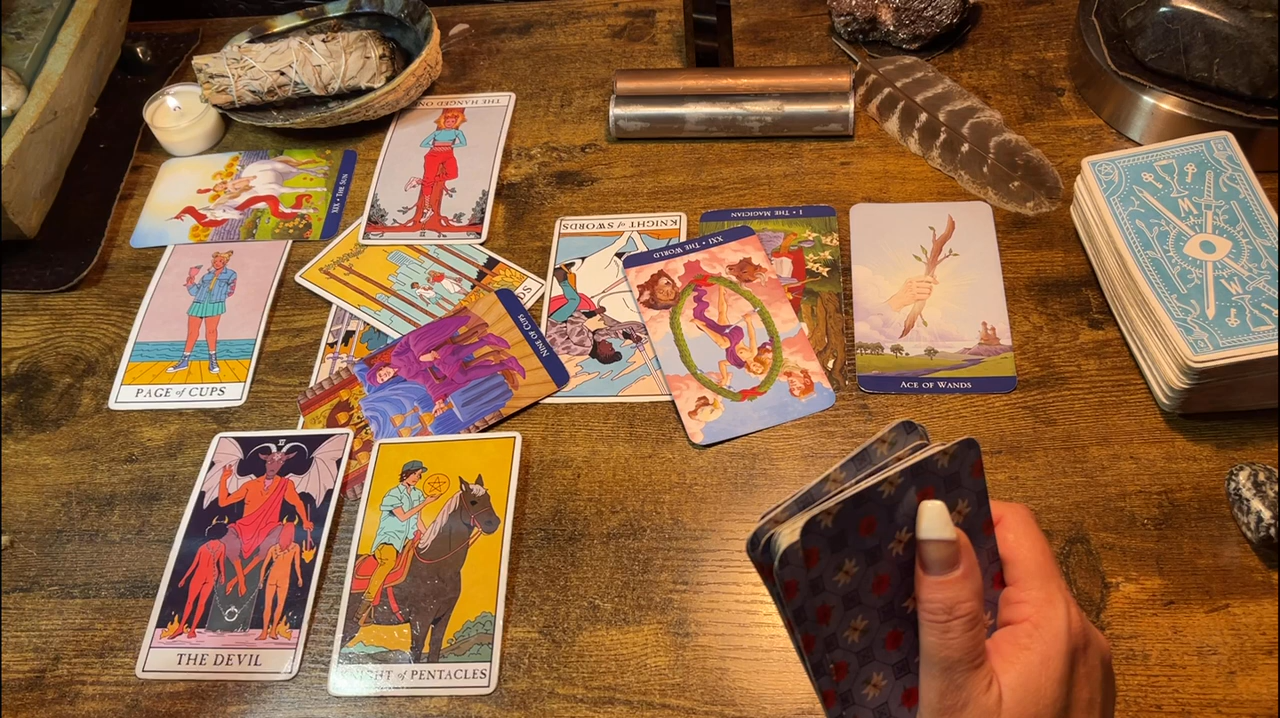 THE HANGED ONE
XIX • THE SUN
KNIGHT of SWORDS
I • THE MAGICIAN
XXI • THE WORLD
ACE OF WANDS
PAGE of CUPS
NINE OF CUPS
THE DEVIL
KNIGHT of PENTACLES
M
W